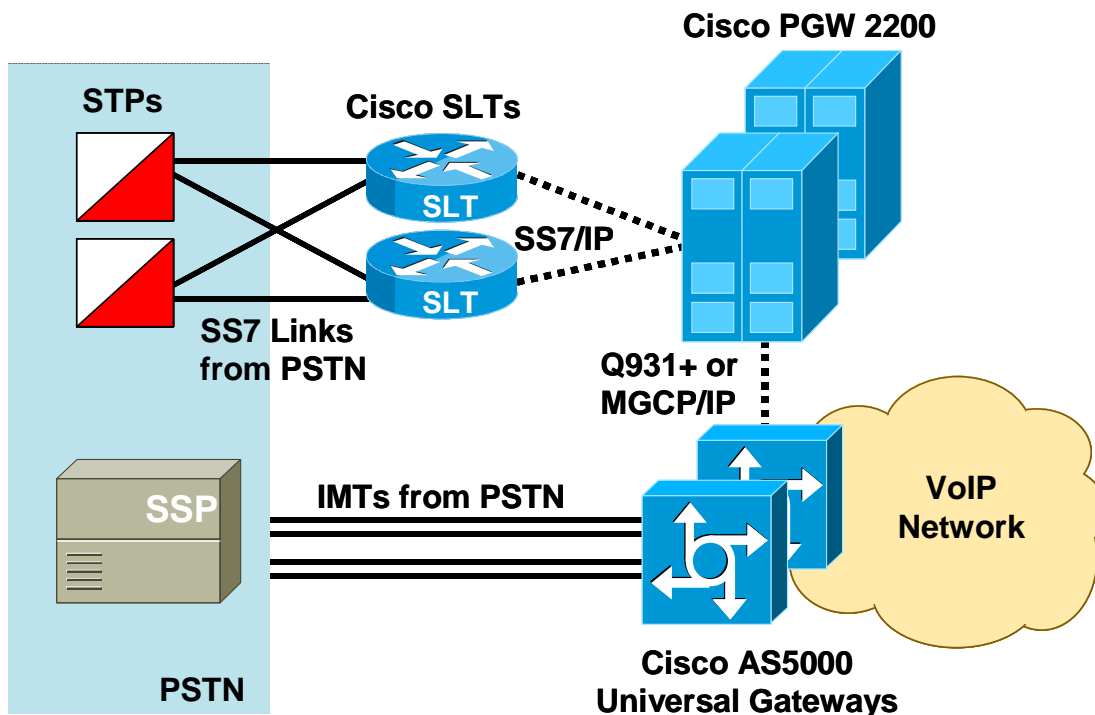 Cisco PGW 2200
STPs
Cisco SLTs
SLT
SS7/IP
SLT
SS7 Links
from PSTN
Q931+ or
MGCP/IP
SSP
IMTs from PSTN
VoIP
Network
Cisco AS5000
Universal Gateways
PSTN